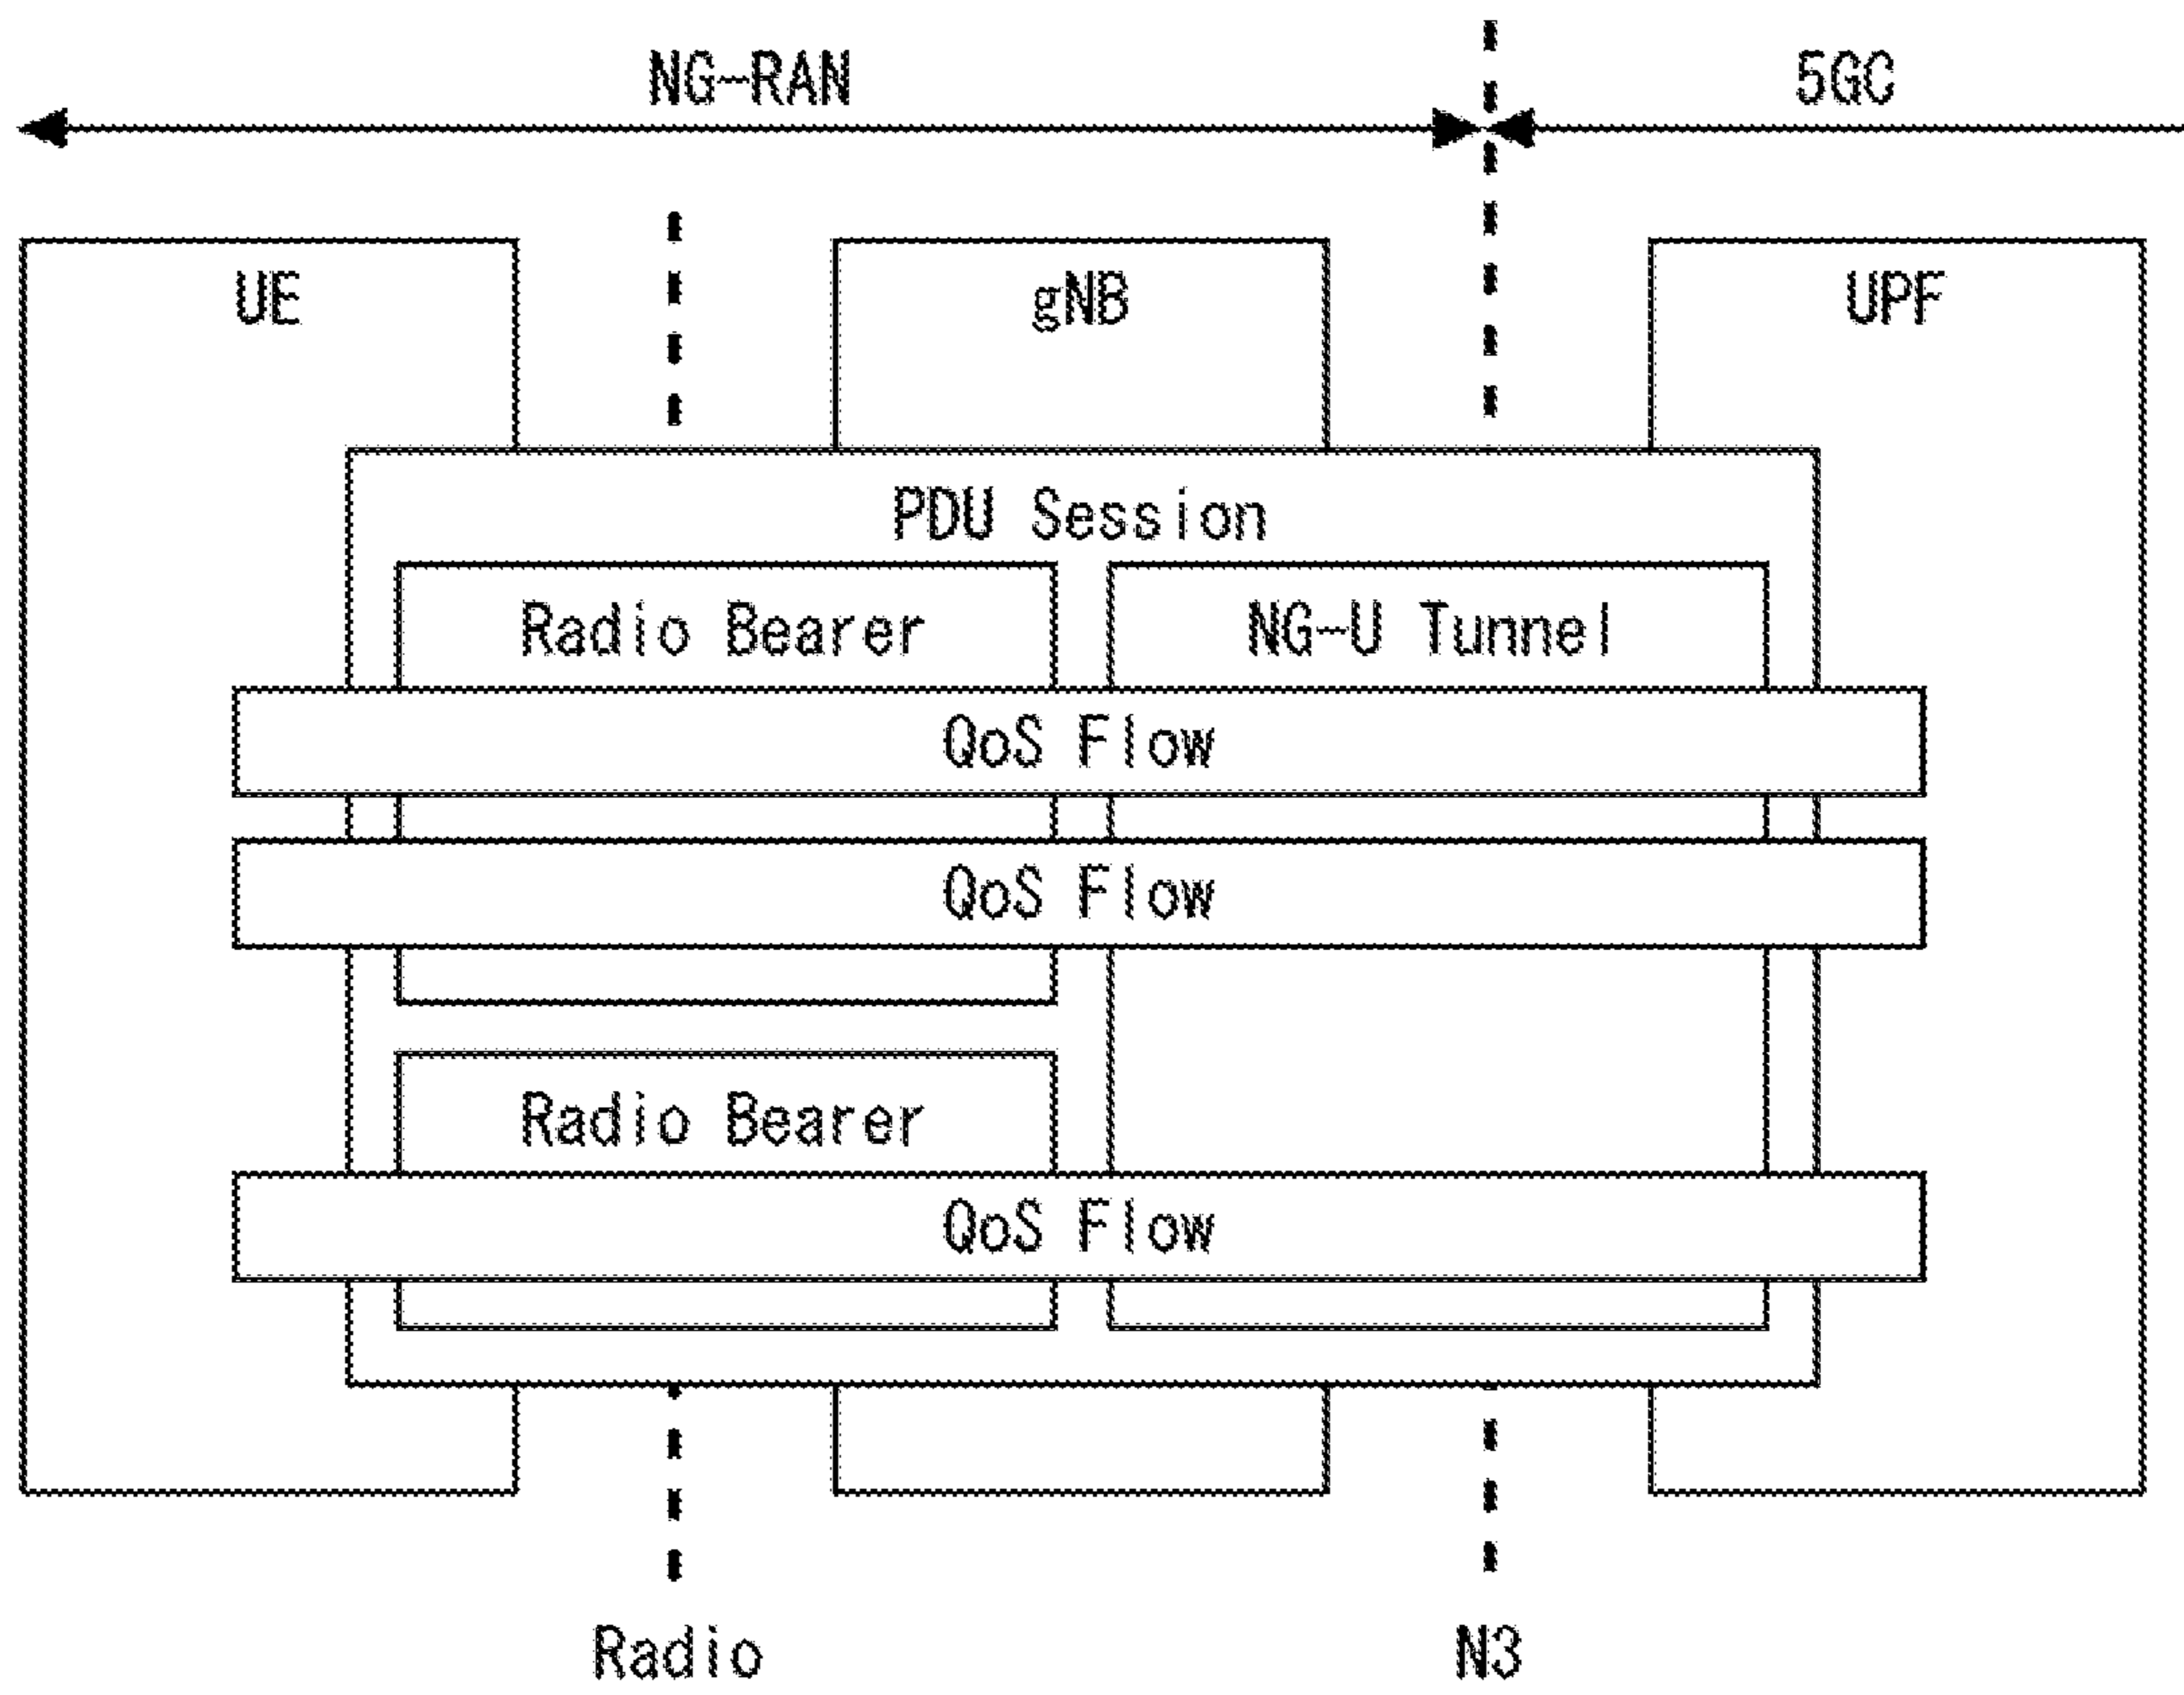 NG-RAN
5GC
UE
gNB
UPF
PDU Session
Radio Bearer
NG-U Tunnel
QoS Flow
QoS Flow
Radio Bearer
QoS Flow
Radio
N3